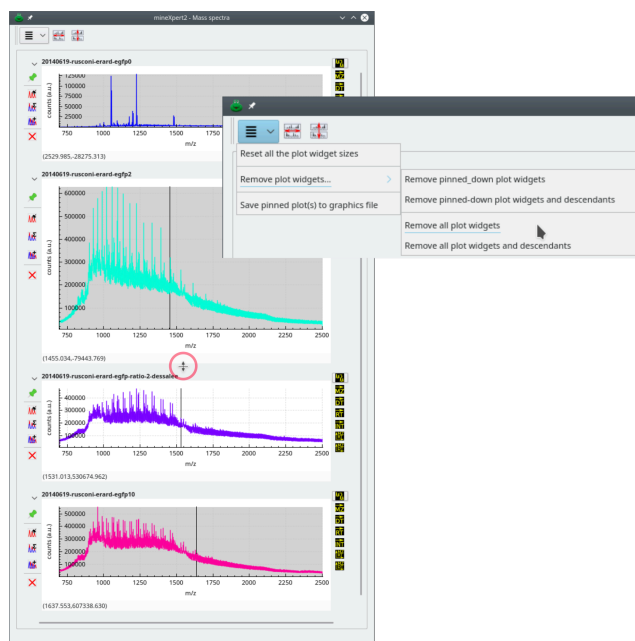 mineXpert2 - Mass spectra
20140619-rusconi-erard-egfp0
counts (a.u.)
125000
100000
75000
50000
25000
750 1000 1250 1500 1750
m/z
(2529.985,-28275.313)
Reset all the plot widget sizes
Remove plot widgets...
Save pinned plot(s) to graphics file
Remove pinned_down plot widgets
Remove pinned-down plot widgets and descendants
Remove all plot widgets
Remove all plot widgets and descendants
20140619-rusconi-erard-egfp2
counts (a.u.)
600000
500000
400000
300000
200000
100000
750 1000 1250 1500 1750 2000 2250 2500
m/z
(1455.034,-79443.769)
20140619-rusconi-erard-egfp-ratio-2-dessalee
counts (a.u.)
400000
300000
200000
100000
750 1000 1250 1500 1750 2000 2250 2500
m/z
(1531.013,530674.962)
20140619-rusconi-erard-egfp10
counts (a.u.)
500000
400000
300000
200000
100000
750 1000 1250 1500 1750 2000 2250 2500
m/z
(1637.553,607338.630)